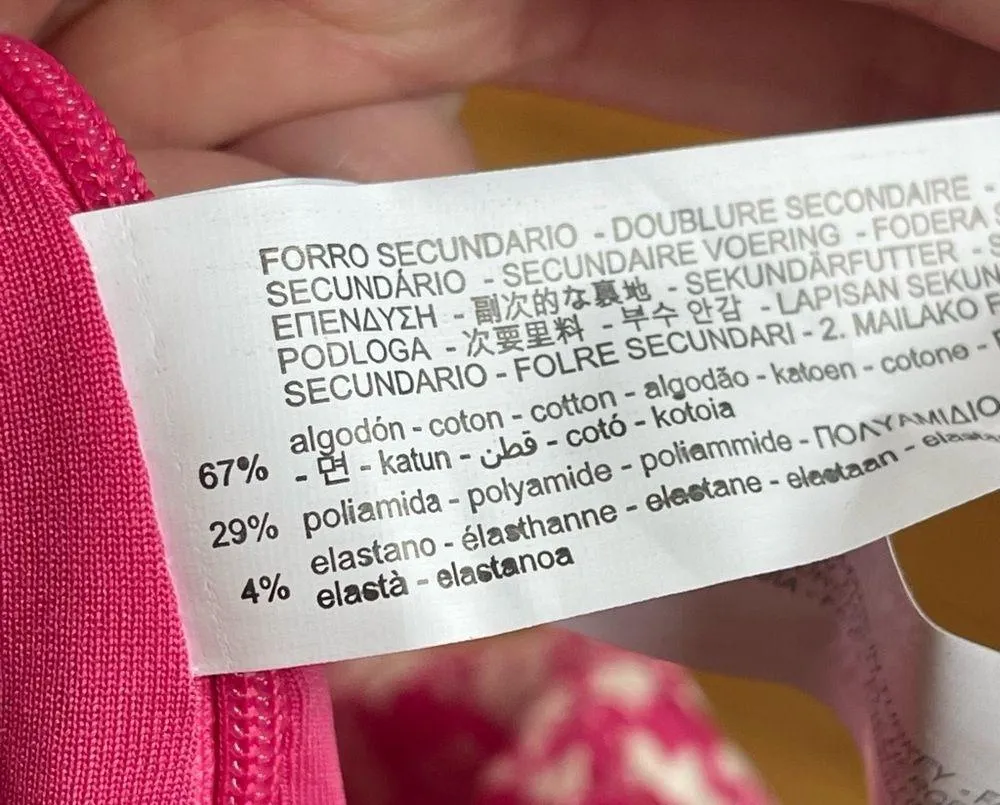 FORRO SECUNDARIO - DOUBLURE SECONDAIRE -
SECUNDÁRIO - SECUNDAIRE VOERING - FODERA
ΕΠΕΝΔΥΣΗ - 副次的な裏地 - SEKUNDÄRFUTTER -
PODLOGA - 次要里料 - 부수 안감 - LAPISAN SEKUN
SECUNDARIO - FOLRE SECUNDARI - 2. MAILAKO
algodón - coton - cotton - algodão - katoen - cotone -
67% - 면 - katun - قطن - cotó - kotoia
29% poliamida - polyamide - poliammide - ΠΟΛΥΑΜΙΔΙΟ
elastano - élasthanne - elastane - elastaan -
4% elastà - elastanoa